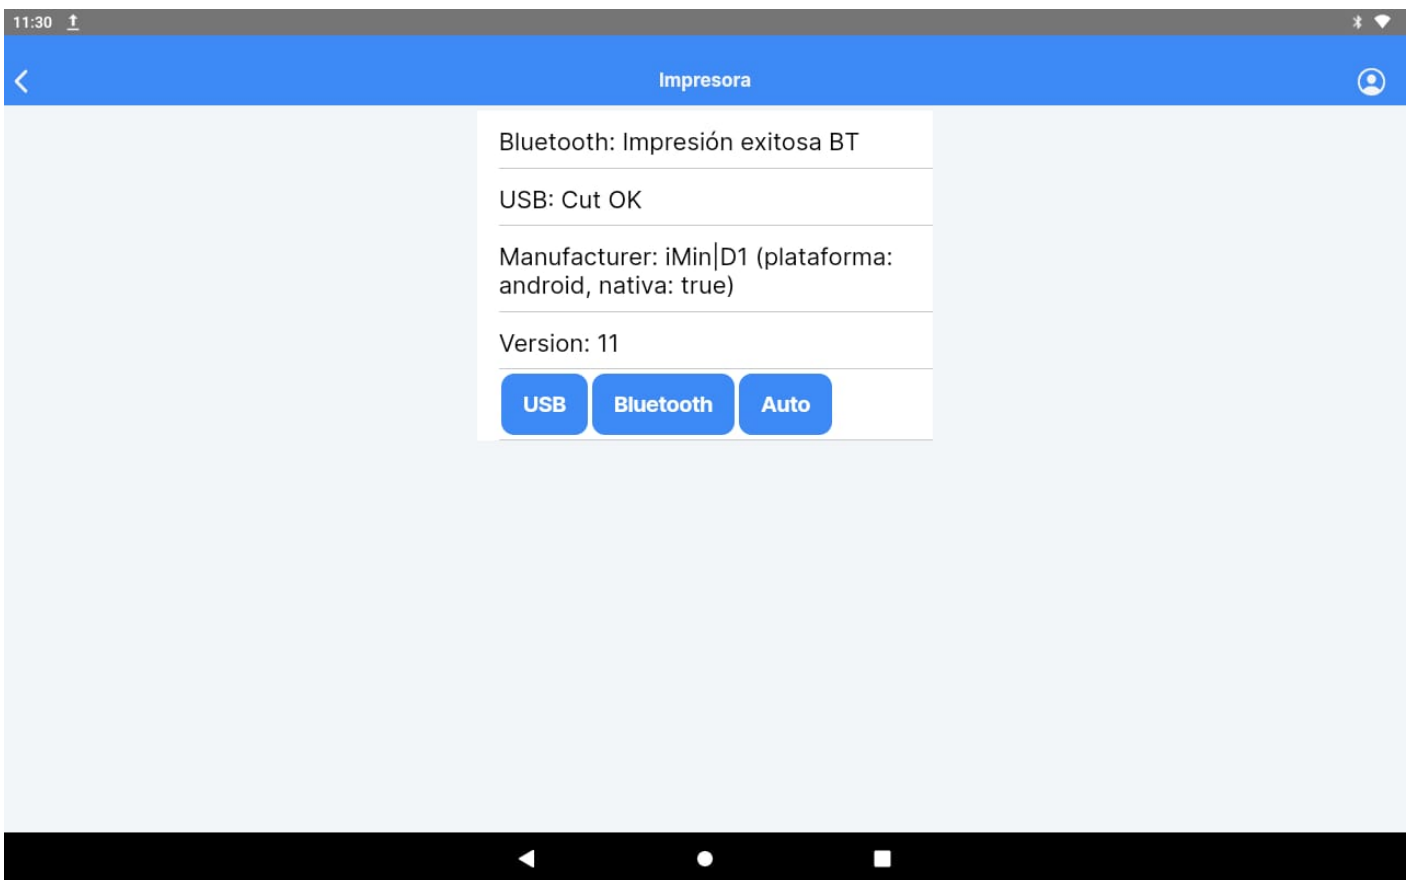 11:30
Impresora
Bluetooth: Impresión exitosa BT
USB: Cut OK
Manufacturer: iMin|D1 (plataforma:
android, nativa: true)
Version: 11
USB Bluetooth Auto